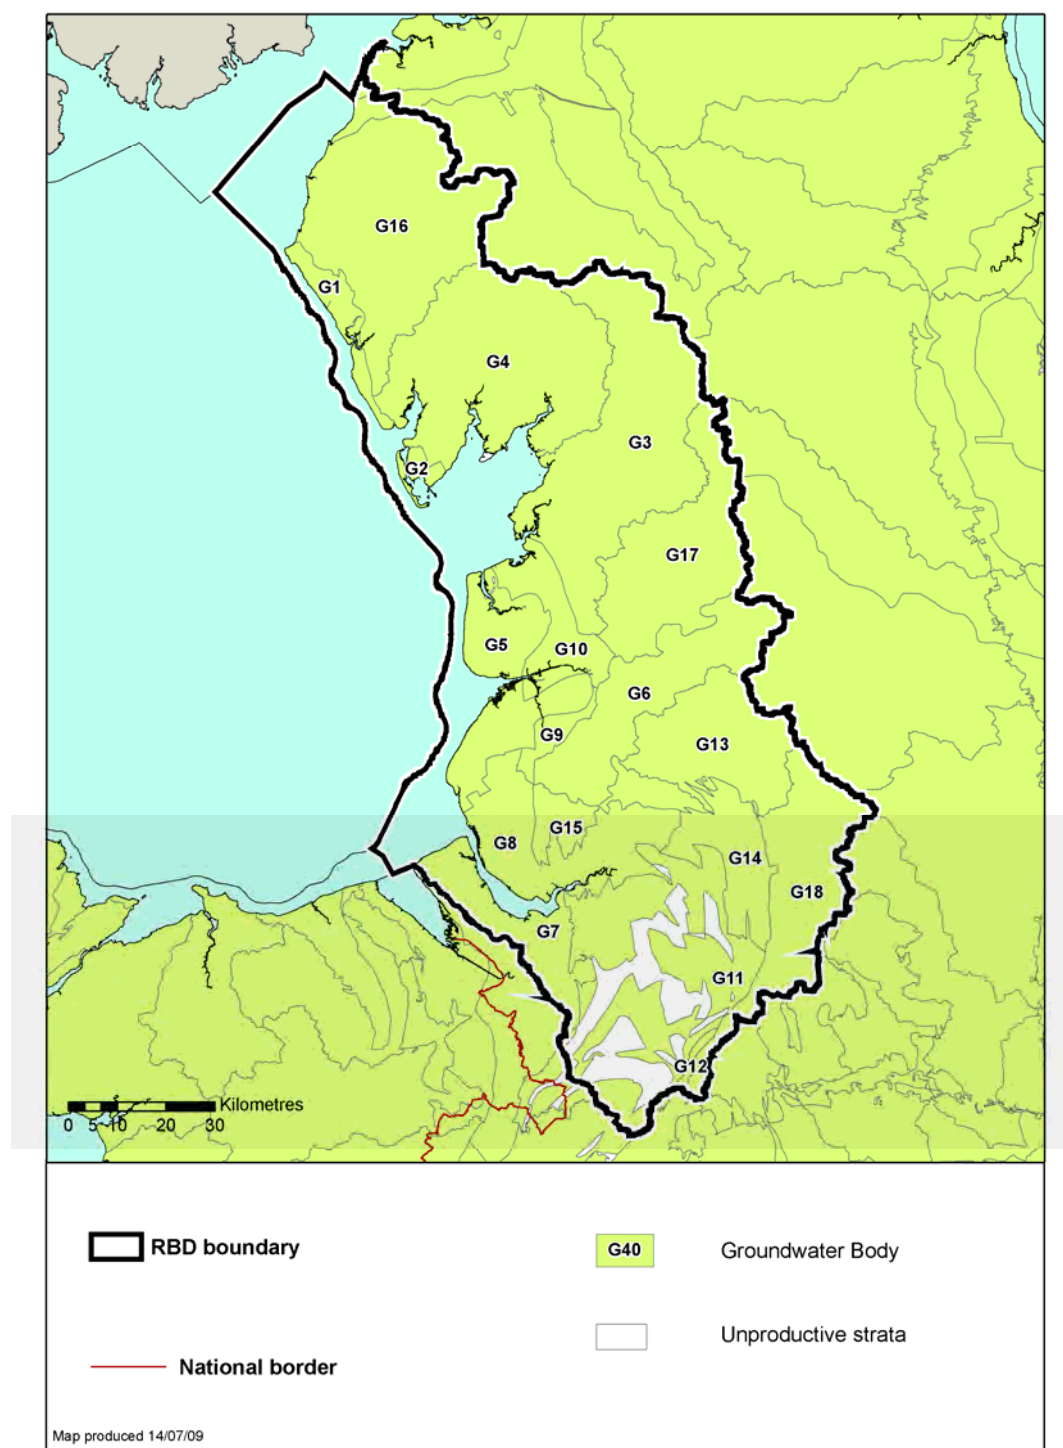 G16
G1
G4
G3
G2
G17
G5
G10
G6
G9
G13
G15
G8
G14
G18
G7
G11
G12
Kilometres
0 5 10 20 30
RBD boundary
G40 Groundwater Body
Unproductive strata
National border
Map produced 14/07/09